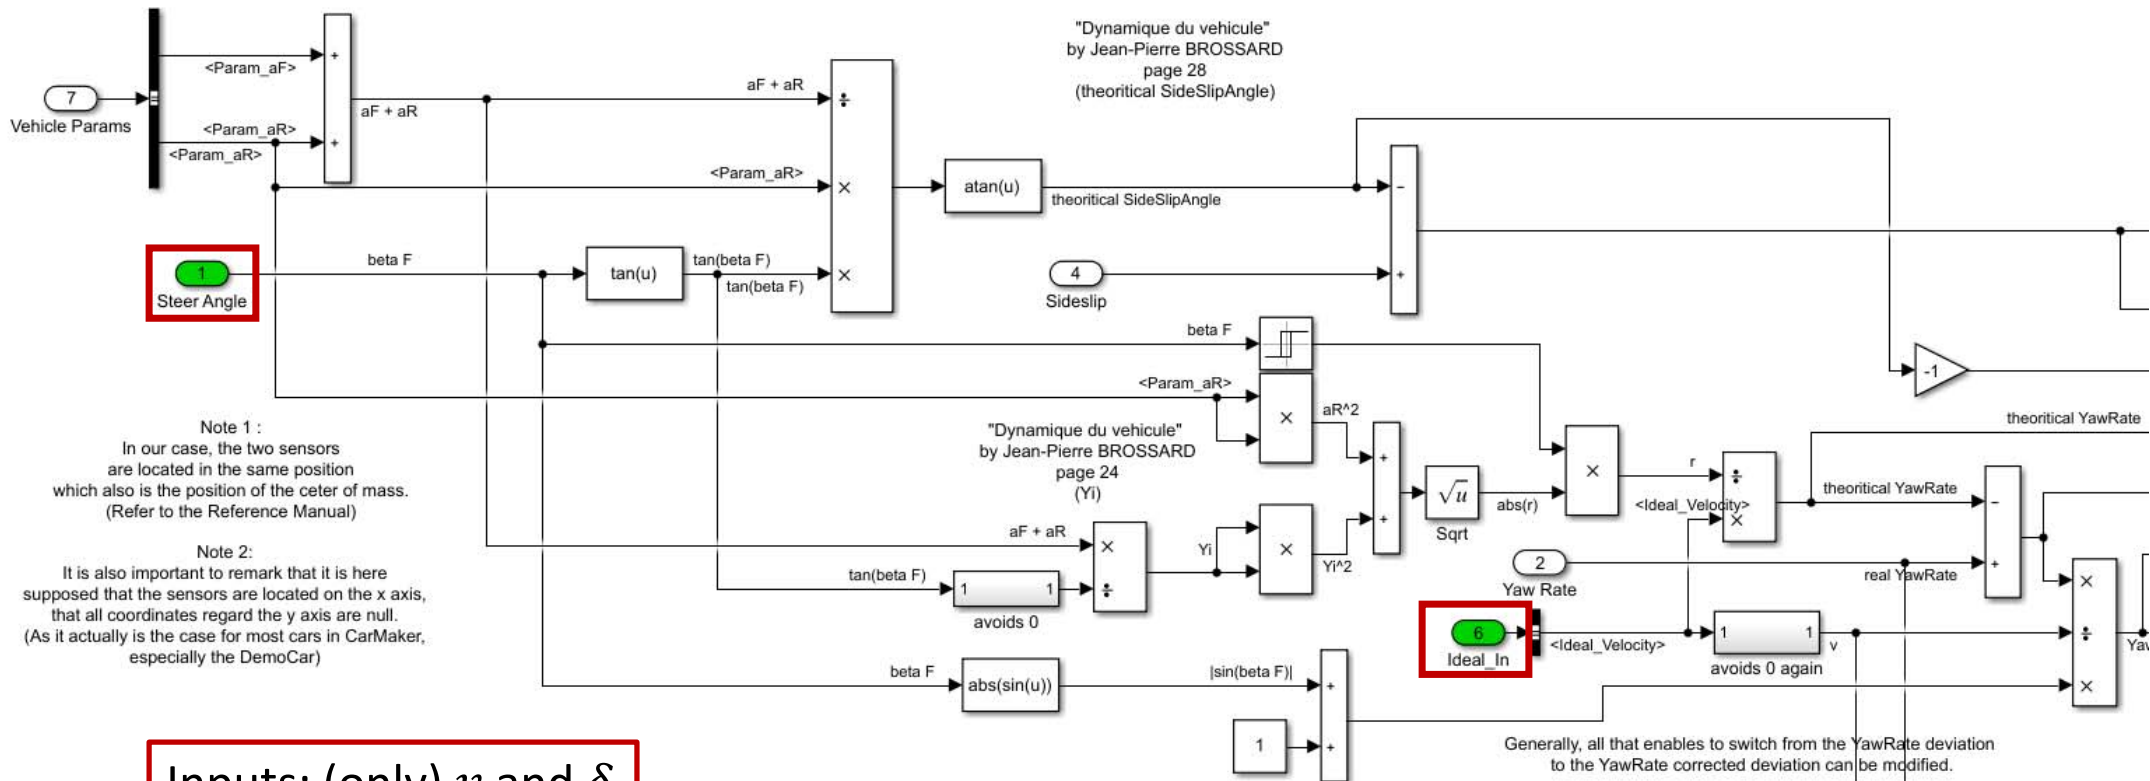 "Dynamique du vehicule"
by Jean-Pierre BROSSARD
page 28
(theoritical SideSlipAngle)
7
Vehicle Params
<Param_aF>
<Param_aR>
<Param_aR>
+
+
aF + aR
aF + aR
÷
<Param_aR>
×
×
atan(u)
theoritical SideSlipAngle
−
+
1
Steer Angle
beta F
tan(u)
tan(beta F)
tan(beta F)
4
Sideslip
beta F
<Param_aR>
×
aR^2
-1
Note 1 :
In our case, the two sensors
are located in the same position
which also is the position of the ceter of mass.
(Refer to the Reference Manual)
Note 2:
It is also important to remark that it is here
supposed that the sensors are located on the x axis,
that all coordinates regard the y axis are null.
(As it actually is the case for most cars in CarMaker,
especially the DemoCar)
"Dynamique du vehicule"
by Jean-Pierre BROSSARD
page 24
(Yi)
aF + aR
×
÷
tan(beta F)
1 1
avoids 0
Yi
×
Yi^2
+
+
√u
Sqrt
abs(r)
×
r
÷
×
<Ideal_Velocity>
theoritical YawRate
theoritical YawRate
−
+
2
Yaw Rate
real YawRate
6
Ideal_In
<Ideal_Velocity>
1 1
avoids 0 again
v
×
÷
×
Yav
beta F
abs(sin(u))
|sin(beta F)|
+
+
1
Generally, all that enables to switch from the YawRate deviation
to the YawRate corrected deviation can be modified.
Inputs: (only) v and δ